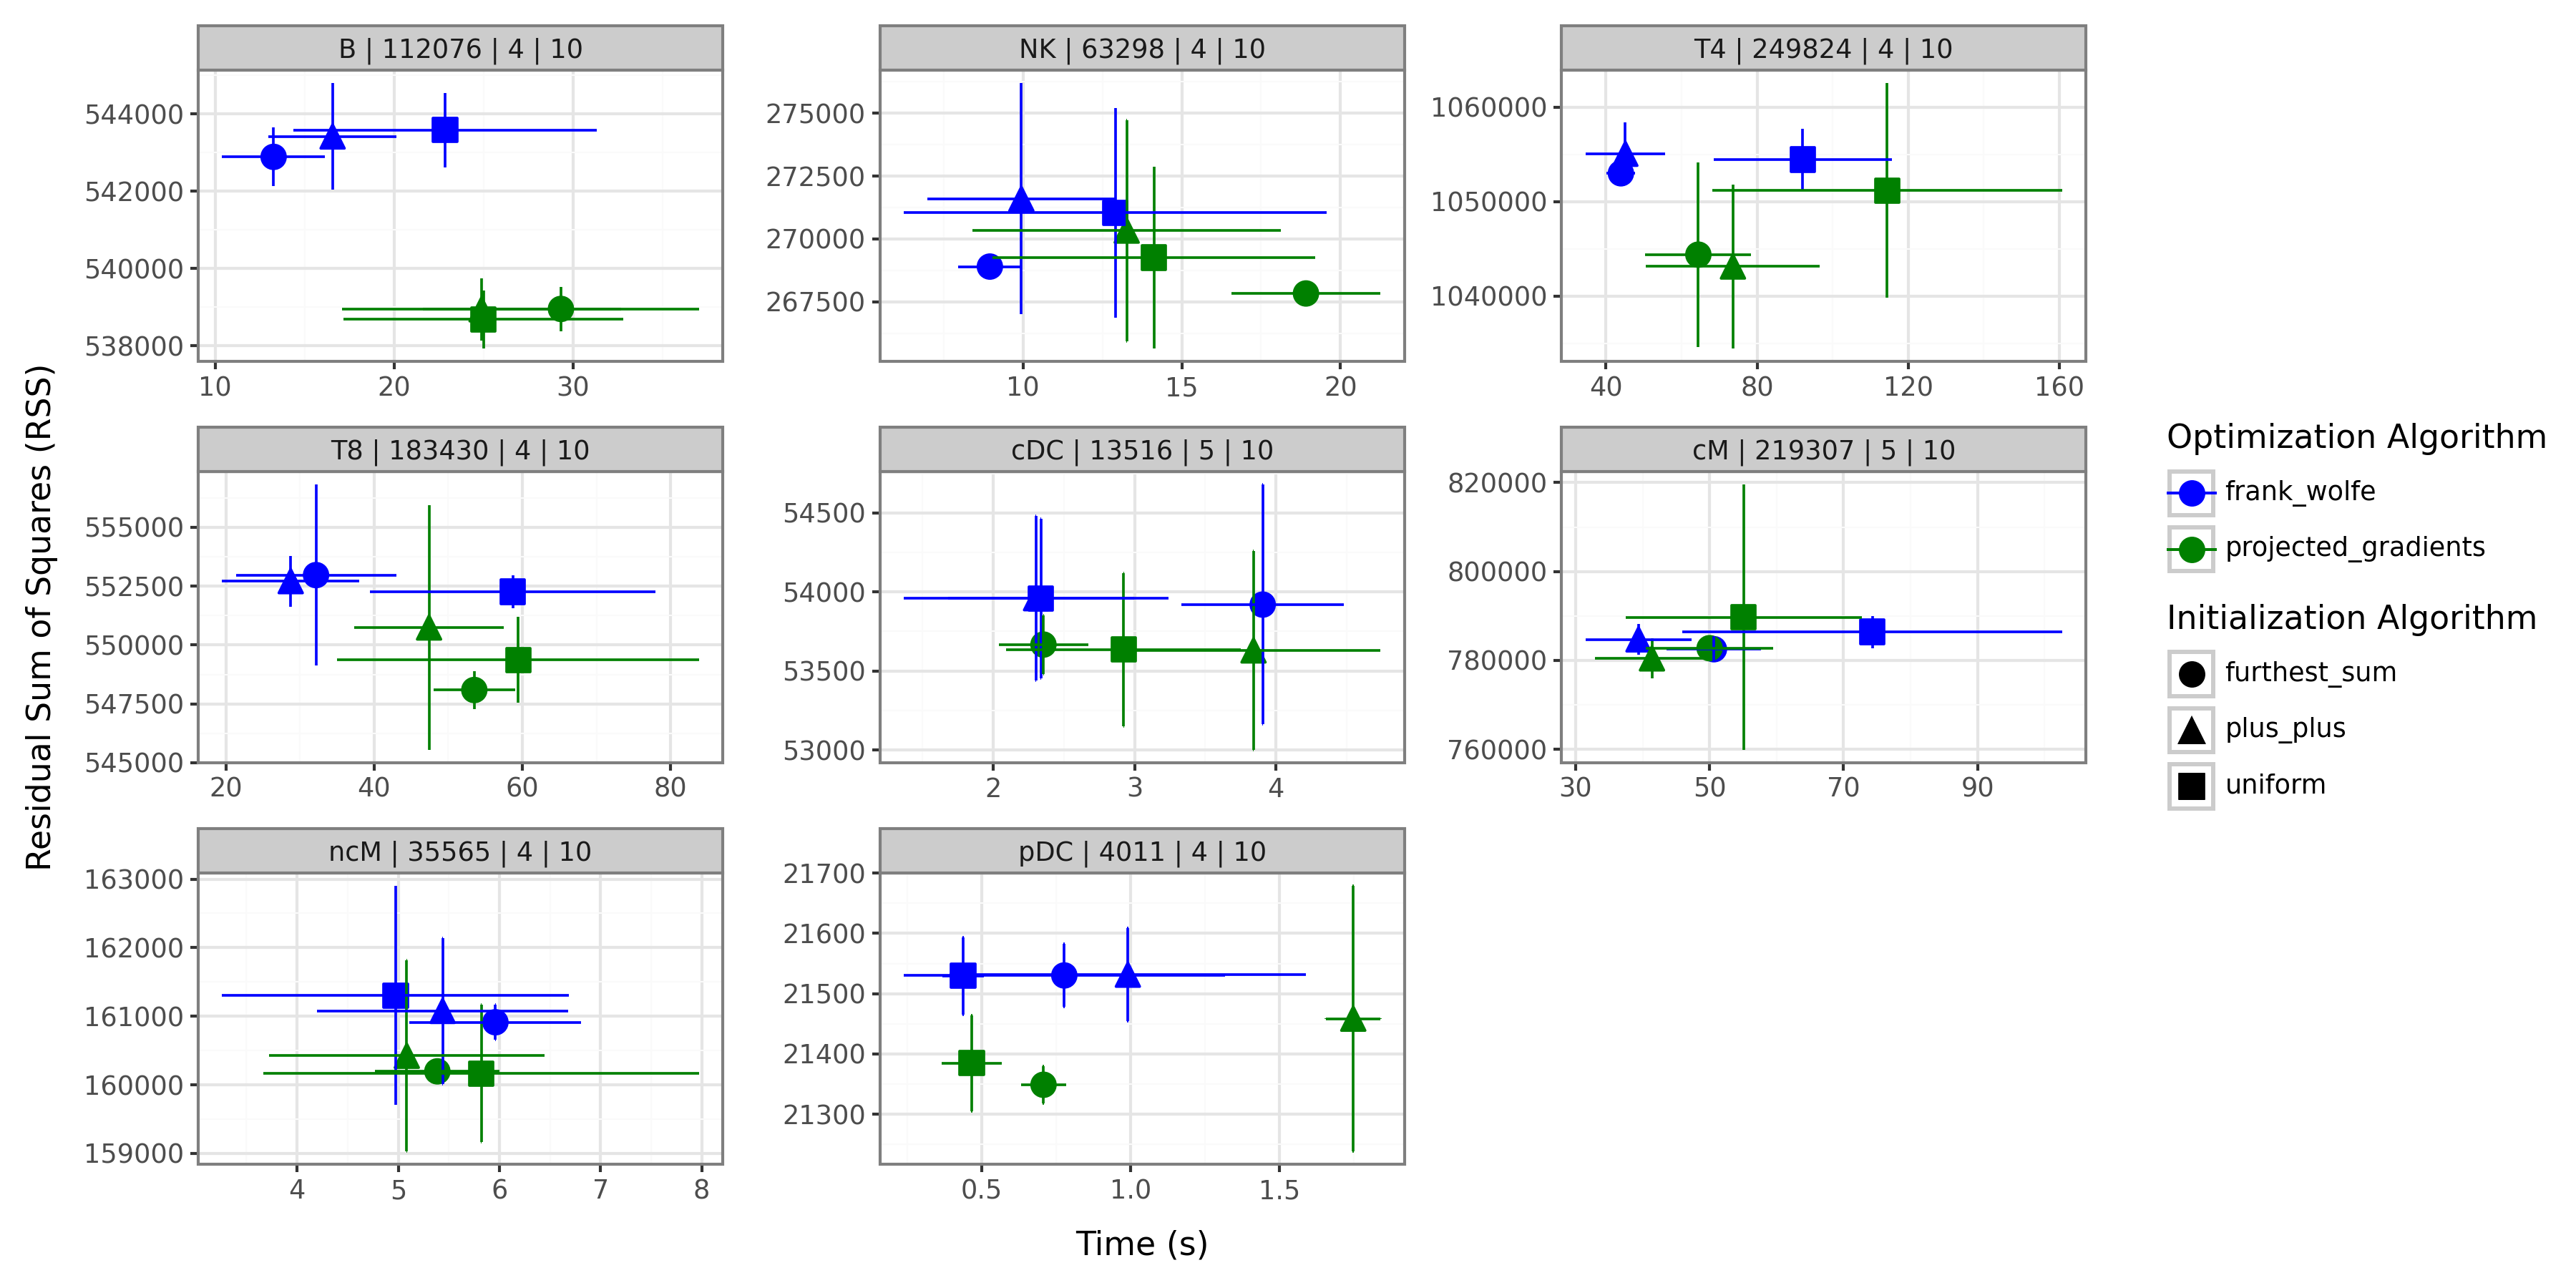 B | 112076 | 4 | 10
544000
542000
540000
538000
10 20 30
NK | 63298 | 4 | 10
275000
272500
270000
267500
10 15 20
T4 | 249824 | 4 | 10
1060000
1050000
1040000
40 80 120 160
T8 | 183430 | 4 | 10
555000
552500
550000
547500
545000
20 40 60 80
cDC | 13516 | 5 | 10
54500
54000
53500
53000
2 3 4
cM | 219307 | 5 | 10
820000
800000
780000
760000
30 50 70 90
ncM | 35565 | 4 | 10
163000
162000
161000
160000
159000
4 5 6 7 8
pDC | 4011 | 4 | 10
21700
21600
21500
21400
21300
0.5 1.0 1.5
Residual Sum of Squares (RSS)
Time (s)
Optimization Algorithm
frank_wolfe
projected_gradients
Initialization Algorithm
furthest_sum
plus_plus
uniform